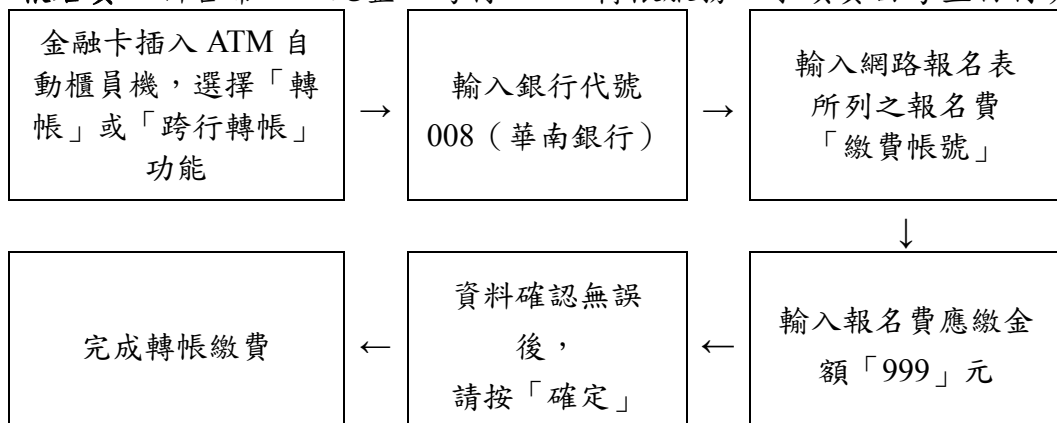 金融卡插入 ATM 自
動櫃員機，選擇「轉
帳」或「跨行轉帳」
功能
→
輸入銀行代號
008（華南銀行）
→
輸入網路報名表
所列之報名費
「繳費帳號」
↓
輸入報名費應繳金
額「999」元
←
資料確認無誤
後，
請按「確定」
←
完成轉帳繳費